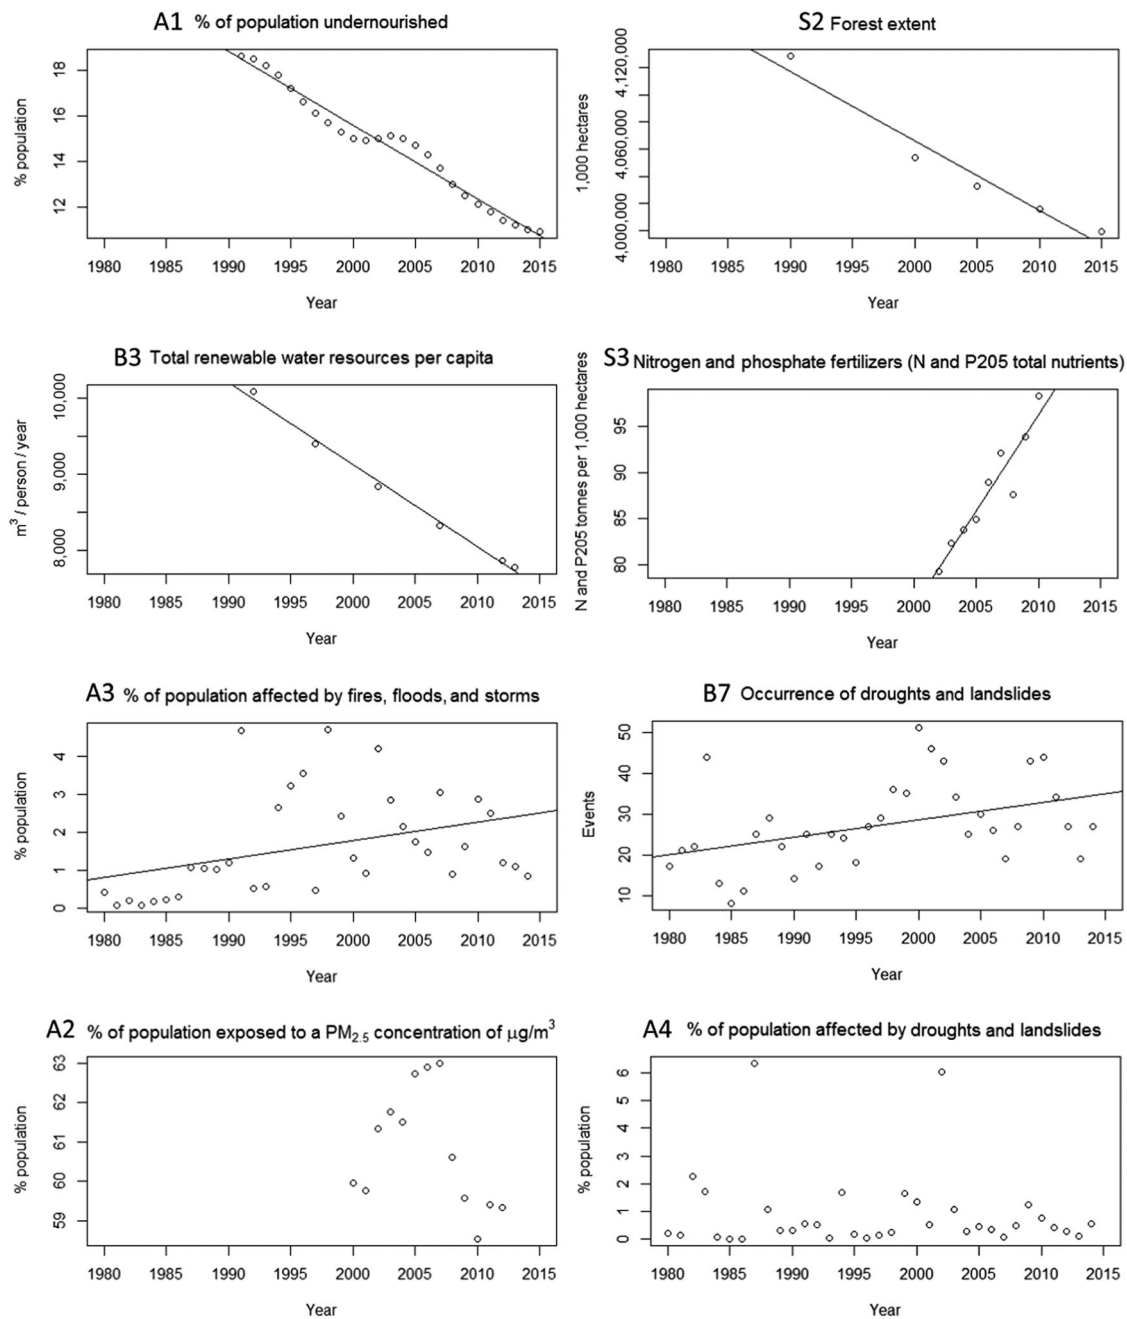 A1 % of population undernourished
% population
18
16
14
12
1980 1985 1990 1995 2000 2005 2010 2015
Year
S2 Forest extent
1,000 hectares
4,120,000
4,060,000
4,000,000
1980 1985 1990 1995 2000 2005 2010 2015
Year
B3 Total renewable water resources per capita
m3 / person / year
10,000
9,000
8,000
1980 1985 1990 1995 2000 2005 2010 2015
Year
S3 Nitrogen and phosphate fertilizers (N and P205 total nutrients)
N and P205 tonnes per 1,000 hectares
95
90
85
80
1980 1985 1990 1995 2000 2005 2010 2015
Year
A3 % of population affected by fires, floods, and storms
% population
4
3
2
1
0
1980 1985 1990 1995 2000 2005 2010 2015
Year
B7 Occurrence of droughts and landslides
Events
50
40
30
20
10
1980 1985 1990 1995 2000 2005 2010 2015
Year
A2 % of population exposed to a PM2.5 concentration of μg/m3
% population
63
62
61
60
59
1980 1985 1990 1995 2000 2005 2010 2015
Year
A4 % of population affected by droughts and landslides
% population
6
5
4
3
2
1
0
1980 1985 1990 1995 2000 2005 2010 2015
Year